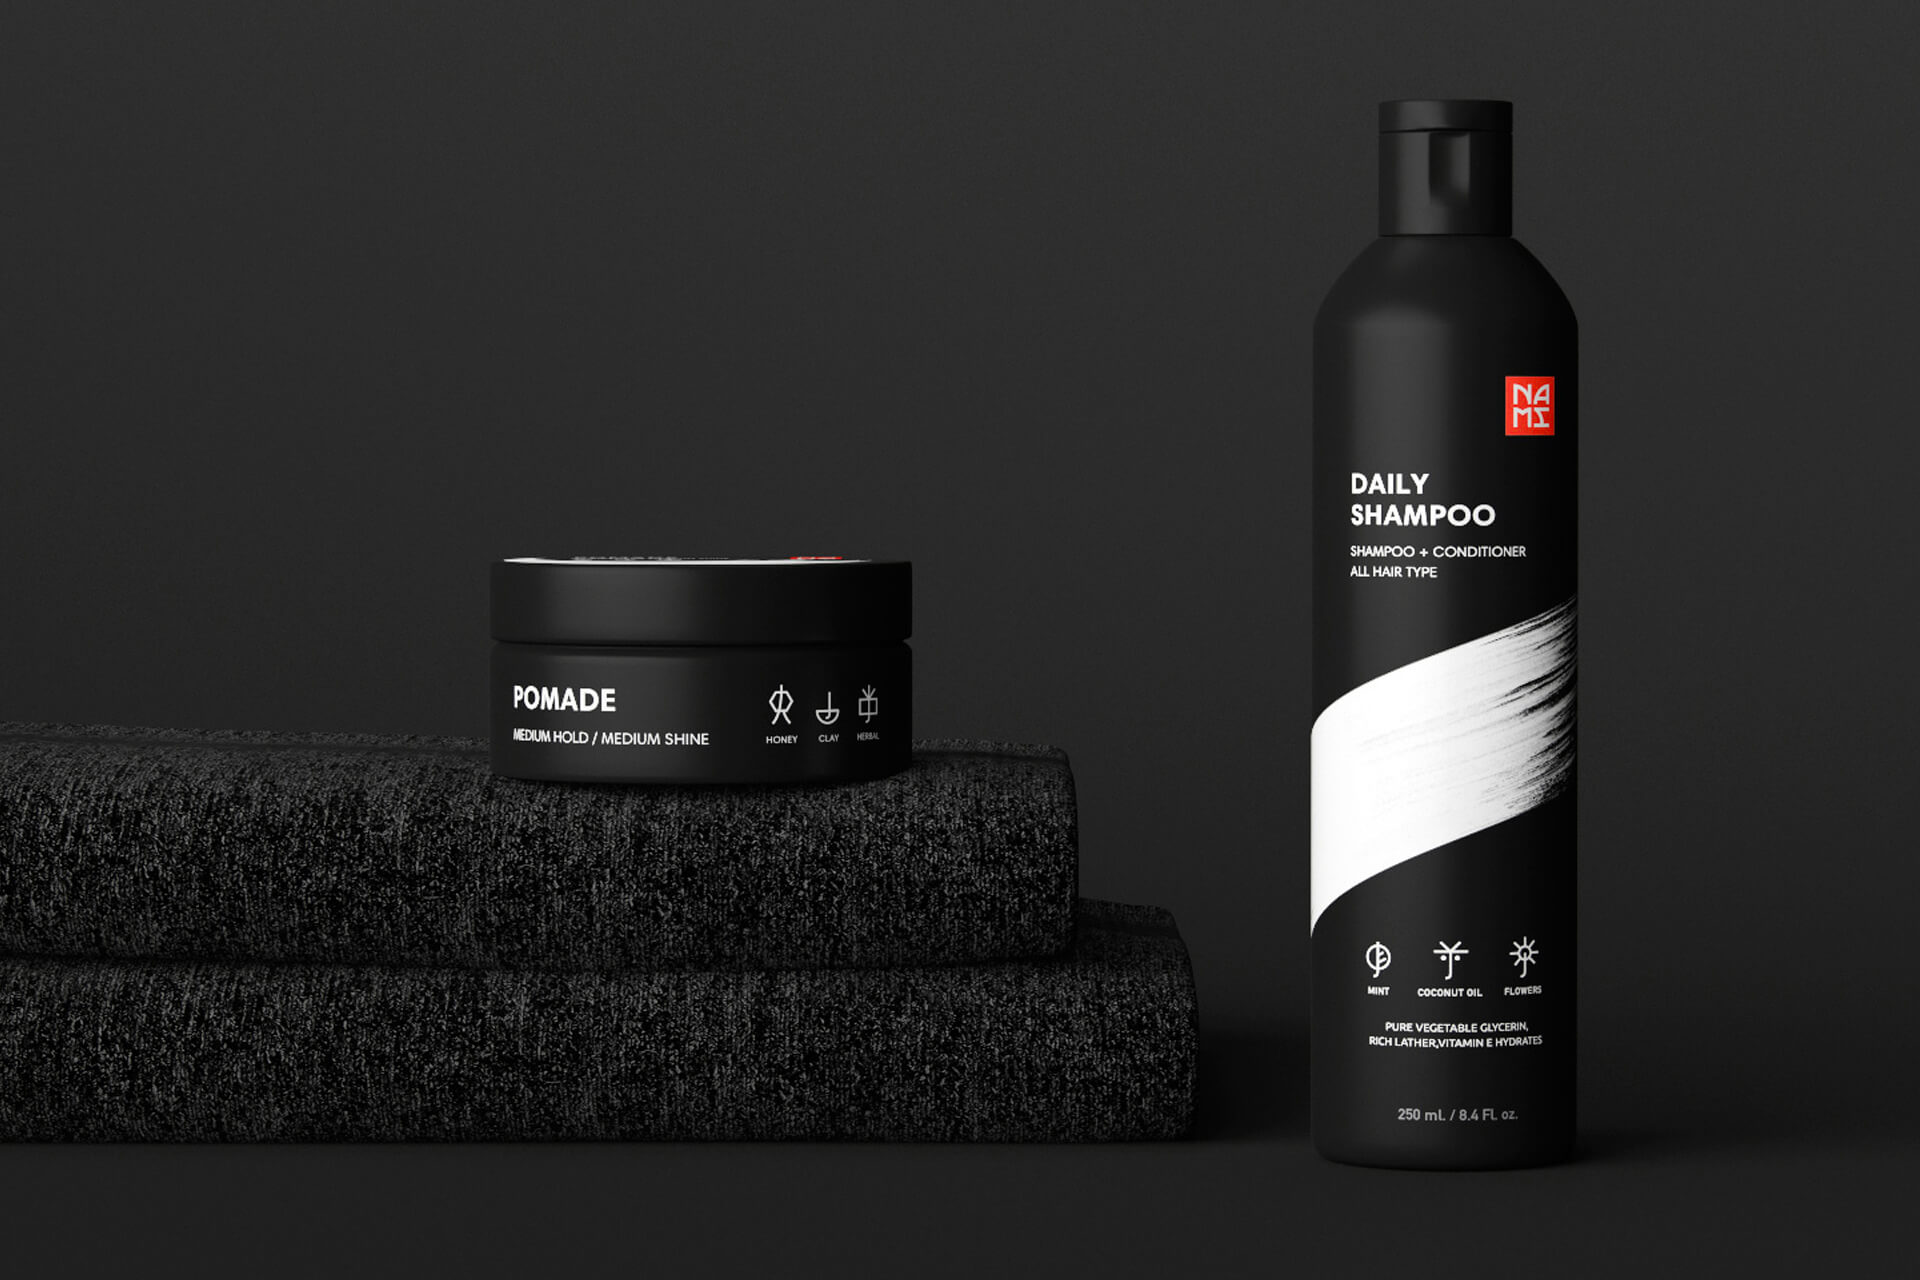 POMADE
MEDIUM HOLD / MEDIUM SHINE
HONEY
CLAY
HERBAL
NA
MI
DAILY
SHAMPOO
SHAMPOO + CONDITIONER
ALL HAIR TYPE
MINT
COCONUT OIL
FLOWERS
PURE VEGETABLE GLYCERIN,
RICH LATHER,VITAMIN E HYDRATES
250 ml. / 8.4 FL oz.